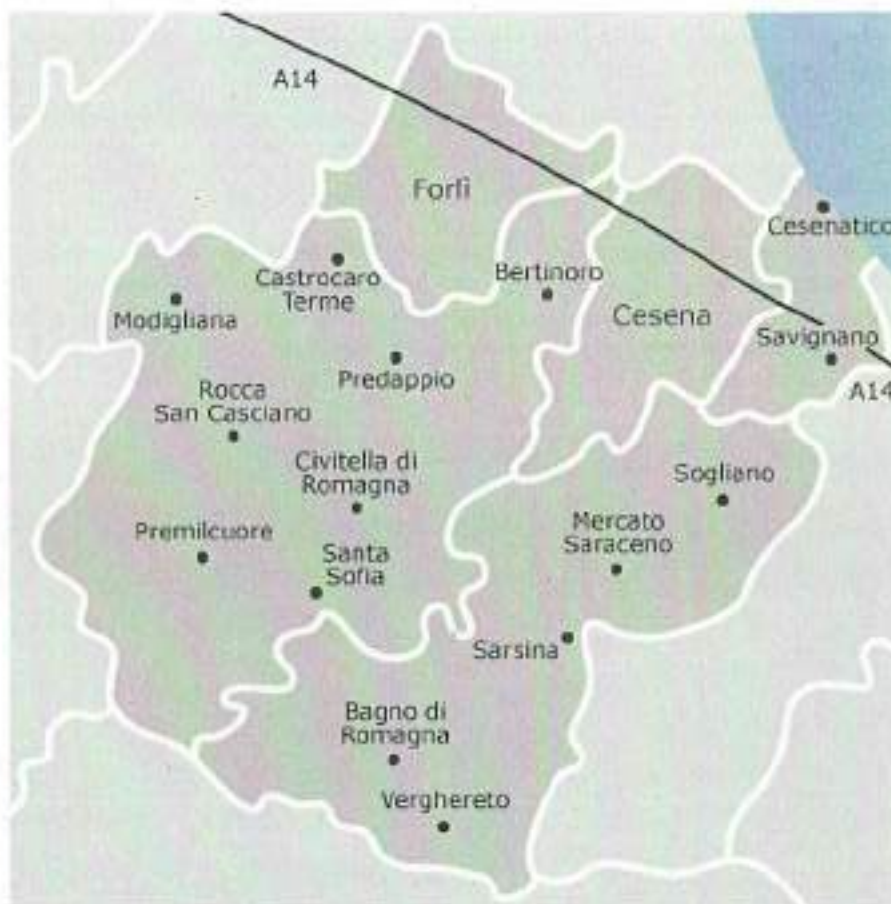 A14
Forlì
Cesenatico
Castrocaro
Terme
Bertinoro
Modigliana
Cesena
Savignano
Predappio
A14
Rocca
San Casciano
Civitella di
Romagna
Sogliano
Mercato
Saraceno
Premilcuore
Santa
Sofia
Sarsina
Bagno di
Romagna
Verghereto